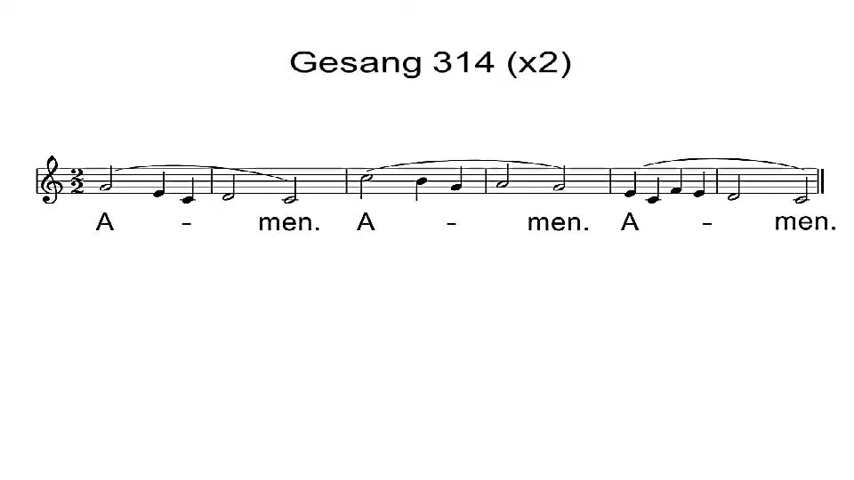 Gesang 314 (x2)
A - men. A - men. A - men.